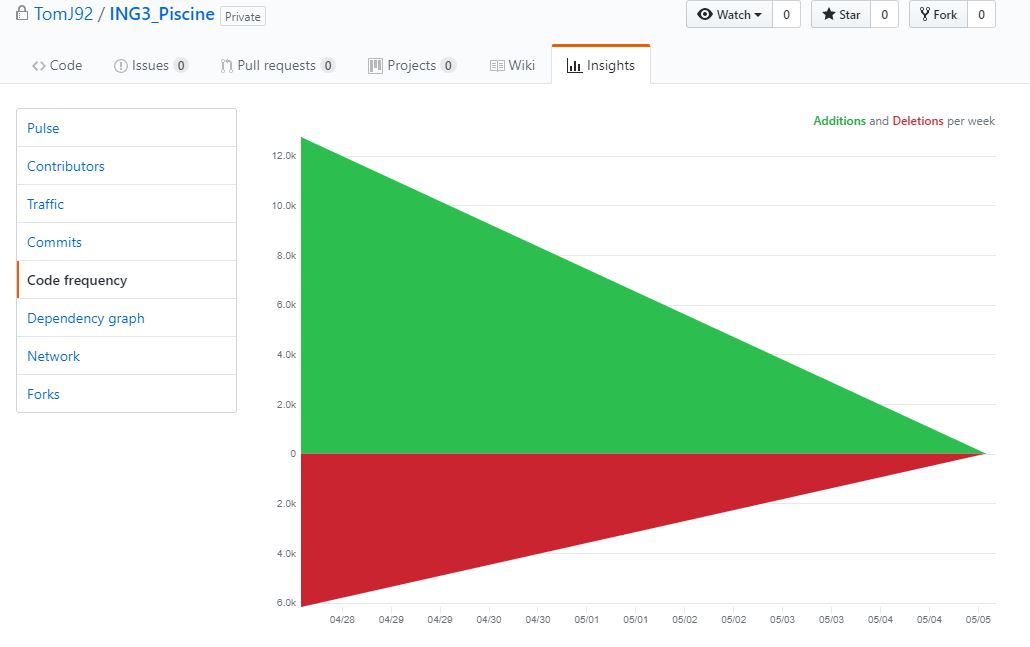 TomJ92 / ING3_Piscine Private
Watch 0 Star 0 Fork 0
Code Issues 0 Pull requests 0 Projects 0 Wiki Insights
Pulse
Contributors
Traffic
Commits
Code frequency
Dependency graph
Network
Forks
Additions and Deletions per week
12.0k
10.0k
8.0k
6.0k
4.0k
2.0k
0
2.0k
4.0k
6.0k
04/28 04/29 04/29 04/30 04/30 05/01 05/01 05/02 05/02 05/03 05/03 05/04 05/04 05/05